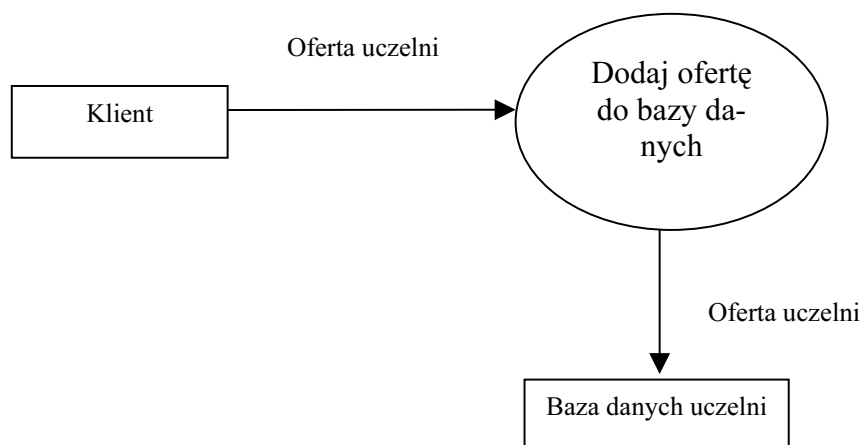 Oferta uczelni
Klient
Dodaj ofertę
do bazy da-
nych
Oferta uczelni
Baza danych uczelni